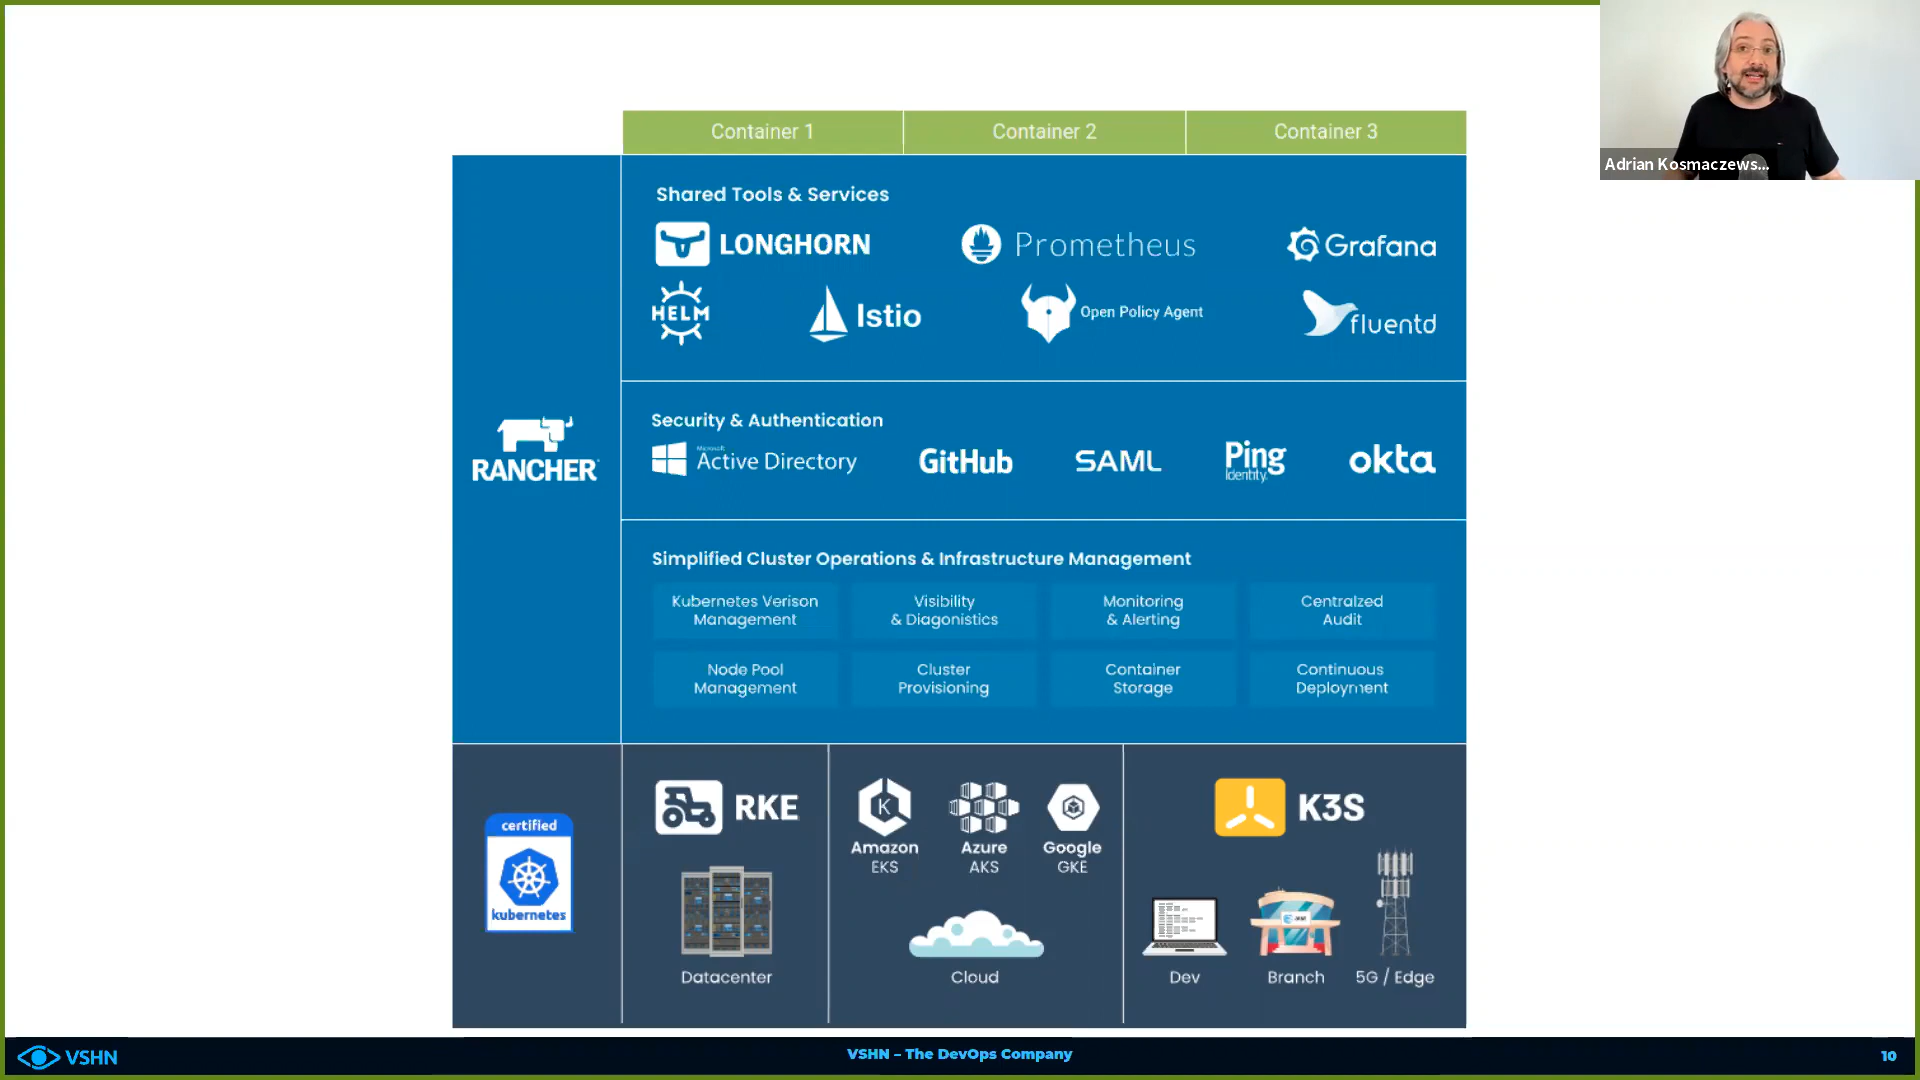 Container 1
Container 2
Container 3
Adrian Kosmaczews...
Shared Tools & Services
LONGHORN
Prometheus
Grafana
HELM
Istio
Open Policy Agent
fluentd
RANCHER
Security & Authentication
Microsoft
Active Directory
GitHub
SAML
Ping
Identity
okta
Simplified Cluster Operations & Infrastructure Management
Kubernetes Verison
Management
Visibility
& Diagonistics
Monitoring
& Alerting
Centralzed
Audit
Node Pool
Management
Cluster
Provisioning
Container
Storage
Continuous
Deployment
certified
kubernetes
RKE
Datacenter
K
Amazon
EKS
Azure
AKS
Google
GKE
Cloud
K3S
Dev
Branch
5G / Edge
VSHN
VSHN – The DevOps Company
10